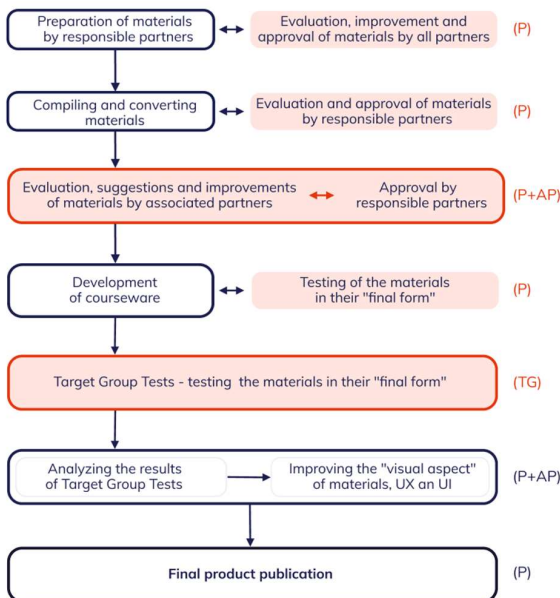 Preparation of materials
by responsible partners
Evaluation, improvement and
approval of materials by all partners
(P)
Compiling and converting
materials
Evaluation and approval of materials
by responsible partners
(P)
Evaluation, suggestions and improvements
of materials by associated partners
Approval by
responsible partners
(P+AP)
Development
of courseware
Testing of the materials
in their "final form"
(P)
Target Group Tests - testing the materials in their "final form"
(TG)
Analyzing the results
of Target Group Tests
Improving the "visual aspect"
of materials, UX an UI
(P+AP)
Final product publication
(P)